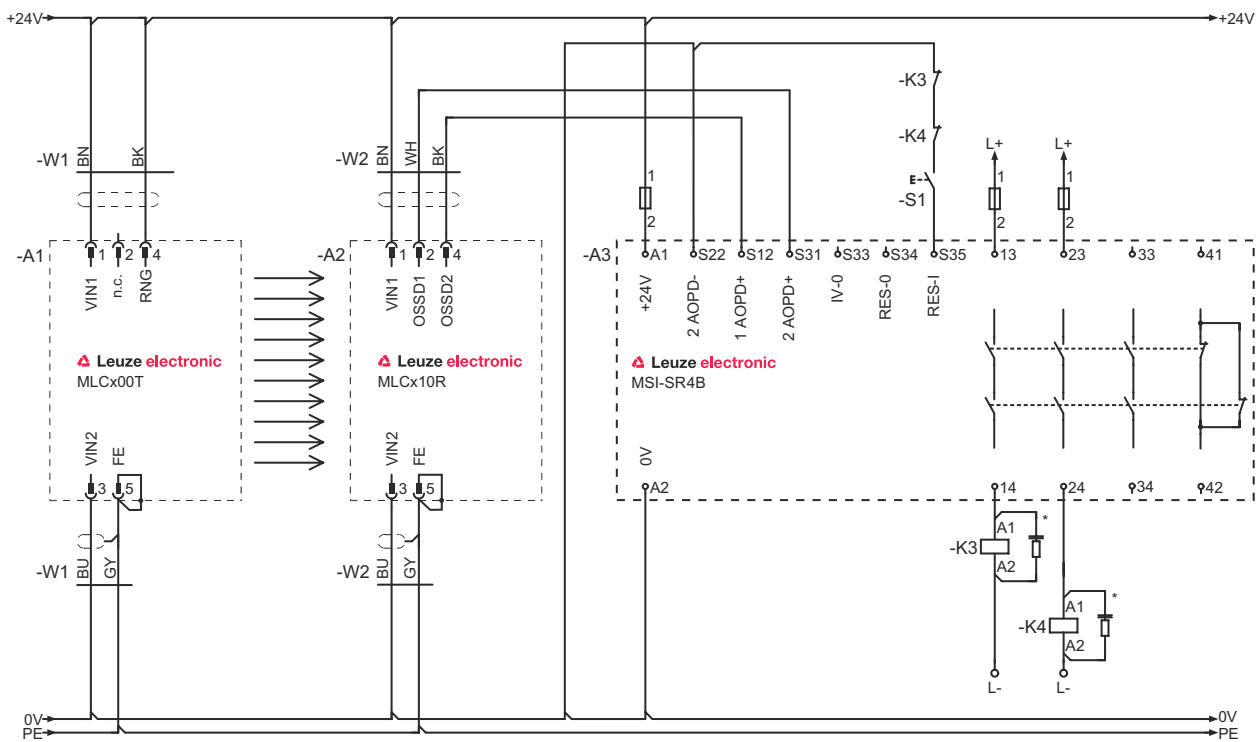 +24V +24V
-K3
-W1 BN BK -W2 BN WH BK -K4 L+ L+
1 E -S1 1 1
2 2 2
-A1 1 2 4 -A2 1 2 4 -A3 A1 S22 S12 S31 S33 S34 S35 13 23 33 41
VIN1 n.c. RNG VIN1 OSSD1 OSSD2 +24V 2 AOPD- 1 AOPD+ 2 AOPD+ IV-0 RES-0 RES-I
Leuze electronic Leuze electronic Leuze electronic
MLCx00T MLCx10R MSI-SR4B
VIN2 FE VIN2 FE 0V
3 5 3 5 A2 14 24 34 42
A1 *
-K3
A2
-W1 BU GY -W2 BU GY
A1 *
-K4
A2
L- L-
0V 0V
PE PE